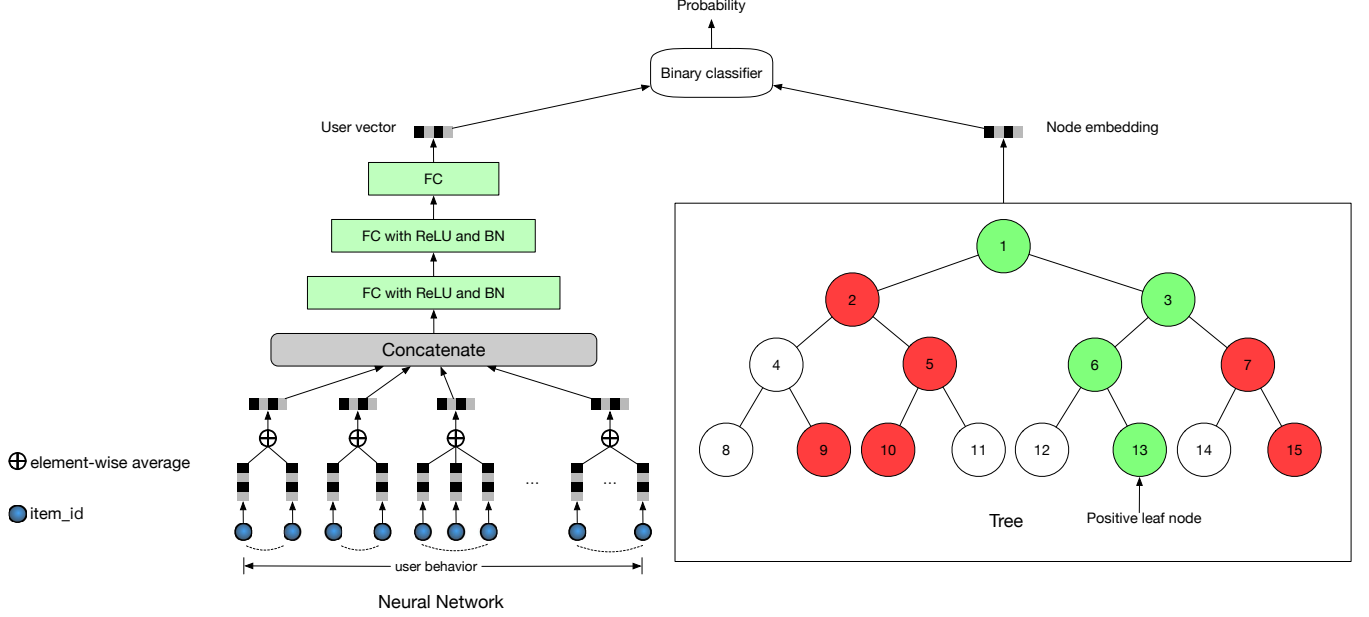 Probability
Binary classifier
User vector
Node embedding
FC
FC with ReLU and BN
FC with ReLU and BN
Concatenate
element-wise average
item_id
...
...
user behavior
Neural Network
1
2
3
4
5
6
7
8
9
10
11
12
13
14
15
Positive leaf node
Tree